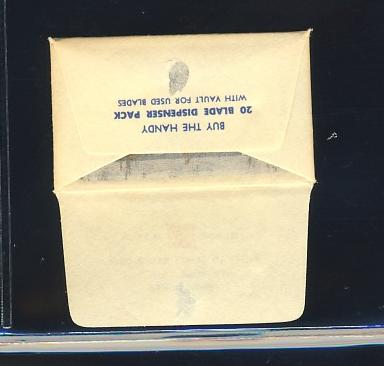 BUY THE HANDY
20 BLADE DISPENSER PACK
WITH VAULT FOR USED BLADES